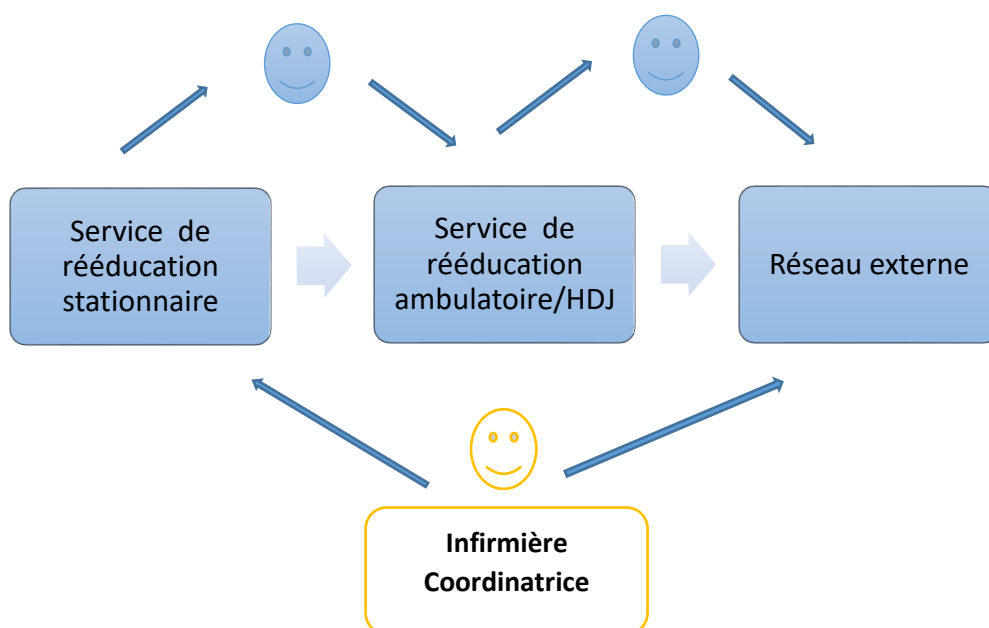 Service de
rééducation
stationnaire
Service de
rééducation
ambulatoire/HDJ
Réseau externe
Infirmière
Coordinatrice